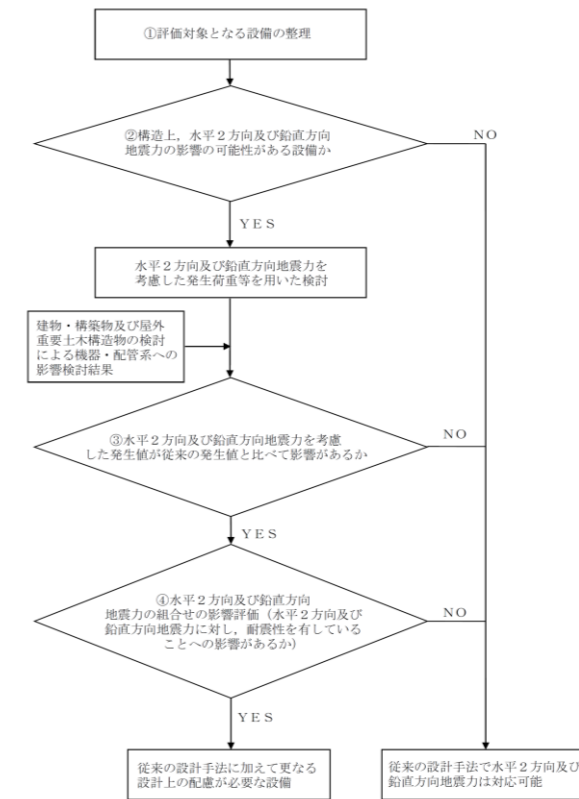 ①評価対象となる設備の整理
②構造上，水平２方向及び鉛直方向
地震力の影響の可能性がある設備か
ＮＯ
ＹＥＳ
水平２方向及び鉛直方向地震力を
考慮した発生荷重等を用いた検討
建物・構築物及び屋外
重要土木構造物の検討
による機器・配管系への
影響検討結果
③水平２方向及び鉛直方向地震力を考慮
した発生値が従来の発生値と比べて影響があるか
ＮＯ
ＹＥＳ
④水平２方向及び鉛直方向
地震力の組合せの影響評価（水平２方向及び
鉛直方向地震力に対し，耐震性を有している
ことへの影響があるか）
ＮＯ
ＹＥＳ
従来の設計手法に加えて更なる
設計上の配慮が必要な設備
従来の設計手法で水平２方向及び
鉛直方向地震力は対応可能